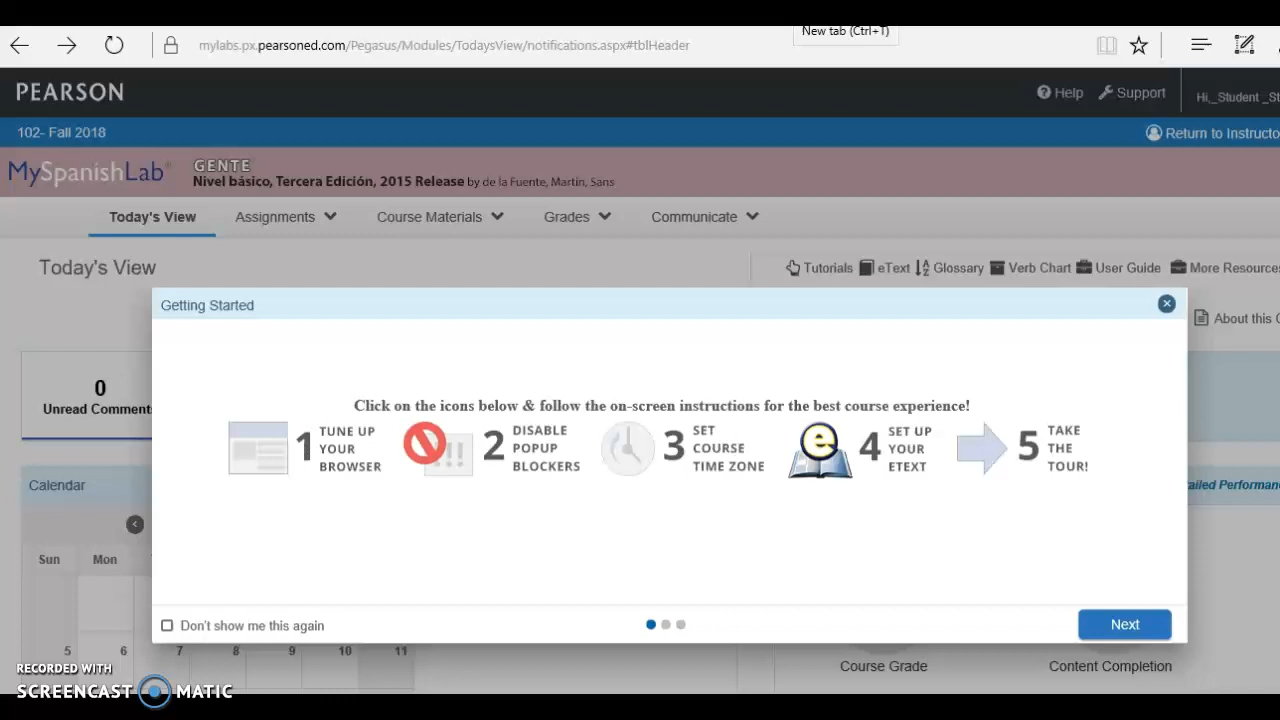 New tab (Ctrl+T)
mylabs.px.pearsoned.com/Pegasus/Modules/TodaysView/notifications.aspx#tblHeader
PEARSON
Help
Support
Hi,_Student _St
102- Fall 2018
Return to Instructo
MySpanishLab
GENTE
Nivel básico, Tercera Edición, 2015 Release by de la Fuente, Martín, Sans
Today's View
Assignments
Course Materials
Grades
Communicate
Today's View
Tutorials
eText
Glossary
Verb Chart
User Guide
More Resources
Getting Started
About this C
0
Unread Comments
Click on the icons below & follow the on-screen instructions for the best course experience!
1 TUNE UP
YOUR
BROWSER
2 DISABLE
POPUP
BLOCKERS
3 SET
COURSE
TIME ZONE
4 SET UP
YOUR
ETEXT
5 TAKE
THE
TOUR!
Calendar
ailed Performan
Sun
Mon
Don't show me this again
Next
5
6
7
8
9
10
11
Course Grade
Content Completion
RECORDED WITH
SCREENCAST MATIC